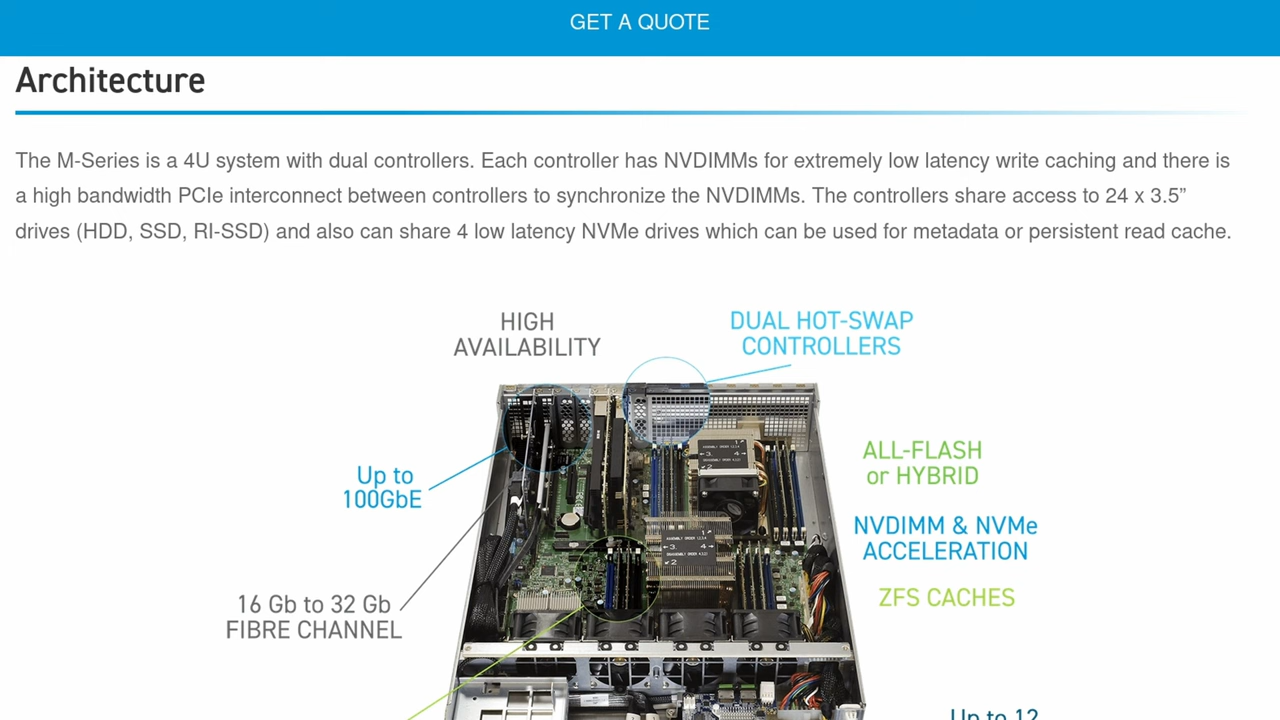 GET A QUOTE
Architecture
The M-Series is a 4U system with dual controllers. Each controller has NVDIMMs for extremely low latency write caching and there is
a high bandwidth PCIe interconnect between controllers to synchronize the NVDIMMs. The controllers share access to 24 x 3.5”
drives (HDD, SSD, RI-SSD) and also can share 4 low latency NVMe drives which can be used for metadata or persistent read cache.
HIGH
AVAILABILITY
DUAL HOT-SWAP
CONTROLLERS
Up to
100GbE
ALL-FLASH
or HYBRID
NVDIMM & NVMe
ACCELERATION
ZFS CACHES
16 Gb to 32 Gb
FIBRE CHANNEL
Up to 12